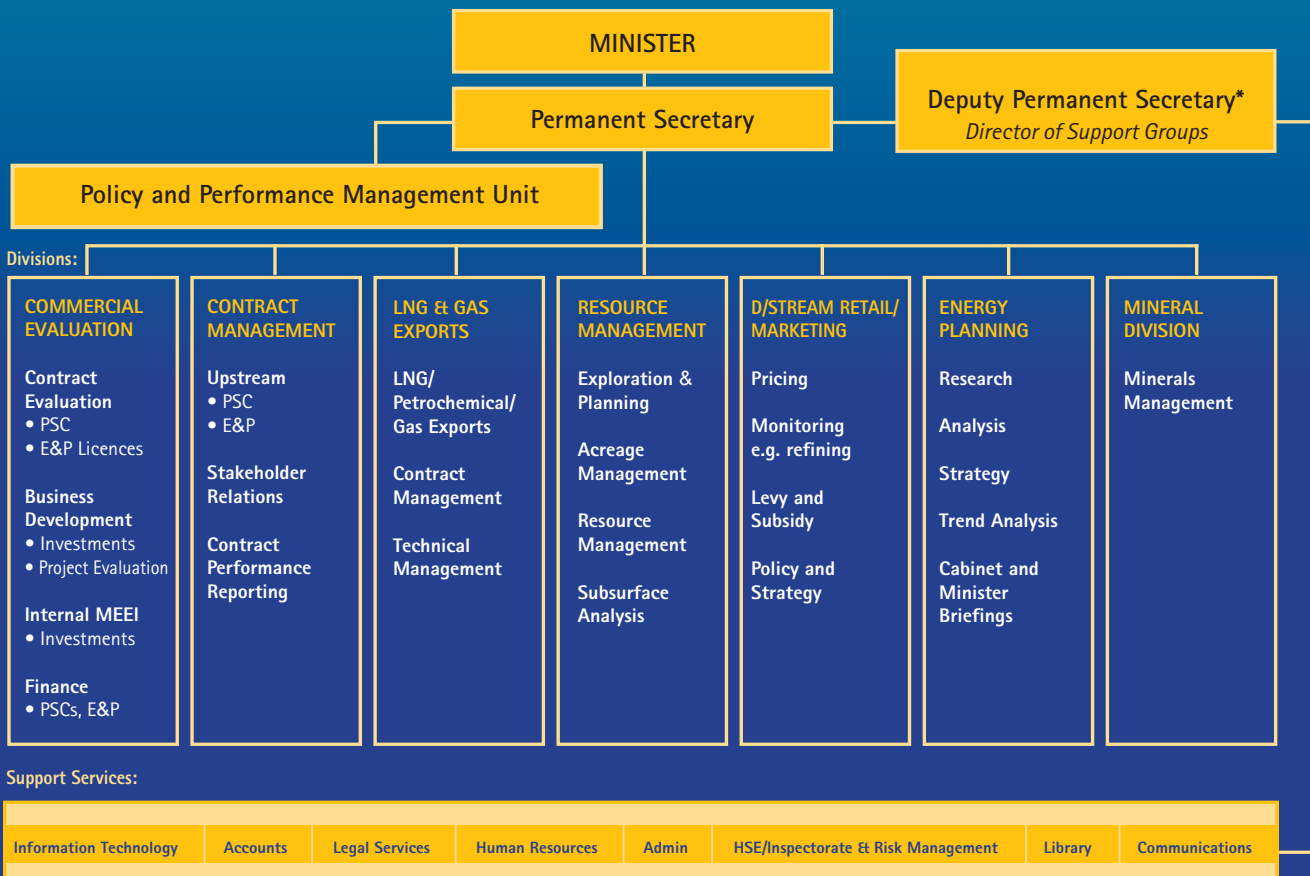 MINISTER
Permanent Secretary
Deputy Permanent Secretary*
Director of Support Groups
Policy and Performance Management Unit
Divisions:
COMMERCIAL
EVALUATION
Contract
Evaluation
• PSC
• E&P Licences
Business
Development
• Investments
• Project Evaluation
Internal MEEI
• Investments
Finance
• PSCs, E&P
CONTRACT
MANAGEMENT
Upstream
• PSC
• E&P
Stakeholder
Relations
Contract
Performance
Reporting
LNG & GAS
EXPORTS
LNG/
Petrochemical/
Gas Exports
Contract
Management
Technical
Management
RESOURCE
MANAGEMENT
Exploration &
Planning
Acreage
Management
Resource
Management
Subsurface
Analysis
D/STREAM RETAIL/
MARKETING
Pricing
Monitoring
e.g. refining
Levy and
Subsidy
Policy and
Strategy
ENERGY
PLANNING
Research
Analysis
Strategy
Trend Analysis
Cabinet and
Minister
Briefings
MINERAL
DIVISION
Minerals
Management
Support Services:
Information Technology
Accounts
Legal Services
Human Resources
Admin
HSE/Inspectorate & Risk Management
Library
Communications